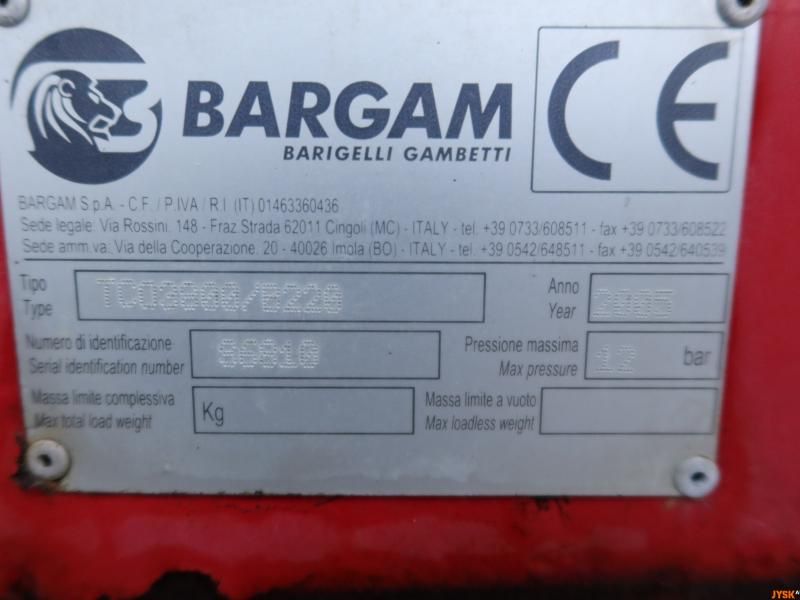 BARGAM
BARIGELLI GAMBETTI
CE
BARGAM S.p.A. - C.F. / P.IVA / R.I. (IT) 01463360436
Sede legale: Via Rossini. 148 - Fraz.Strada 62011 Cingoli (MC) - ITALY - tel. +39 0733/608511 - fax +39 0733/608522
Sede amm.va: Via della Cooperazione. 20 - 40026 Imola (BO) - ITALY - tel. +39 0542/648511 - fax +39 0542/640539
Tipo
Type
TCO3000/0220
Anno
Year
2005
Numero di identificazione
Serial identification number
86810
Pressione massima
Max pressure
12 bar
Massa limite complessiva
Max total load weight
Kg
Massa limite a vuoto
Max loadless weight
JYSK